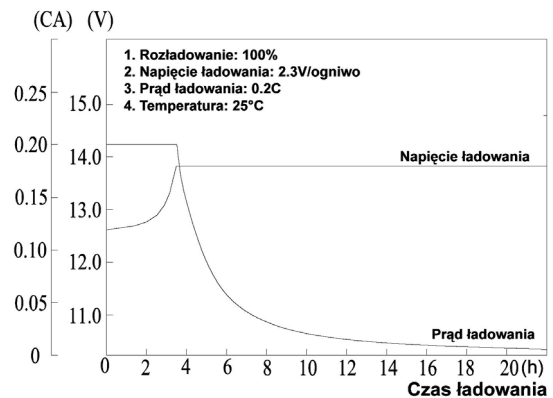 (CA) (V)
1. Rozładowanie: 100%
2. Napięcie ładowania: 2.3V/ogniwo
3. Prąd ładowania: 0.2C
4. Temperatura: 25°C
0.25
15.0
0.20
14.0
Napięcie ładowania
0.15
13.0
0.10
12.0
0.05
11.0
Prąd ładowania
0
0 2 4 6 8 10 12 14 16 18 20 (h)
Czas ładowania